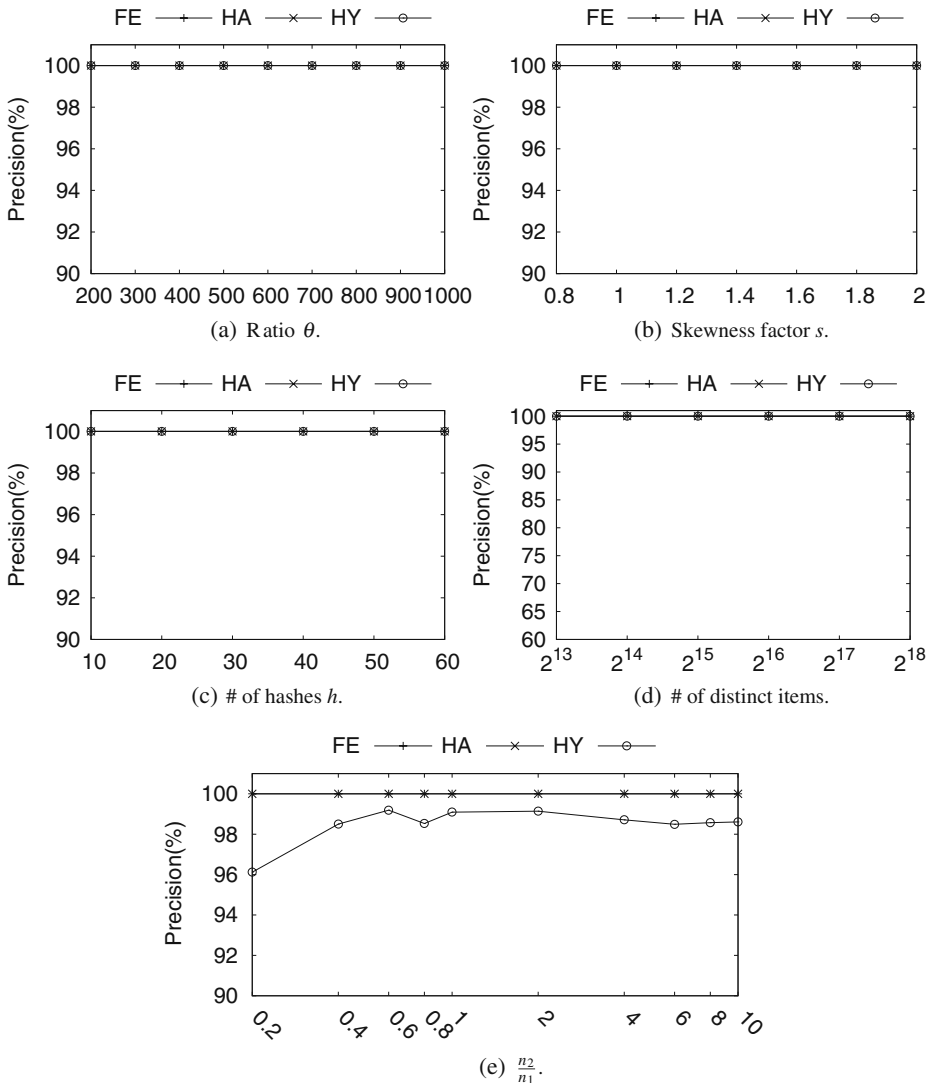 FE HA HY FE HA HY
100 98 96 94 92 90
Precision(%)
200 300 400 500 600 700 800 900 1000
(a) Ratio θ.
100 98 96 94 92 90
Precision(%)
0.8 1 1.2 1.4 1.6 1.8 2
(b) Skewness factor s.
FE HA HY FE HA HY
100 98 96 94 92 90
Precision(%)
10 20 30 40 50 60
(c) # of hashes h.
100 95 90 85 80 75 70 65 60
Precision(%)
2^13 2^14 2^15 2^16 2^17 2^18
(d) # of distinct items.
FE HA HY
100 98 96 94 92 90
Precision(%)
0.2 0.4 0.6 0.8 1 2 4 6 8 10
(e) n2/n1.